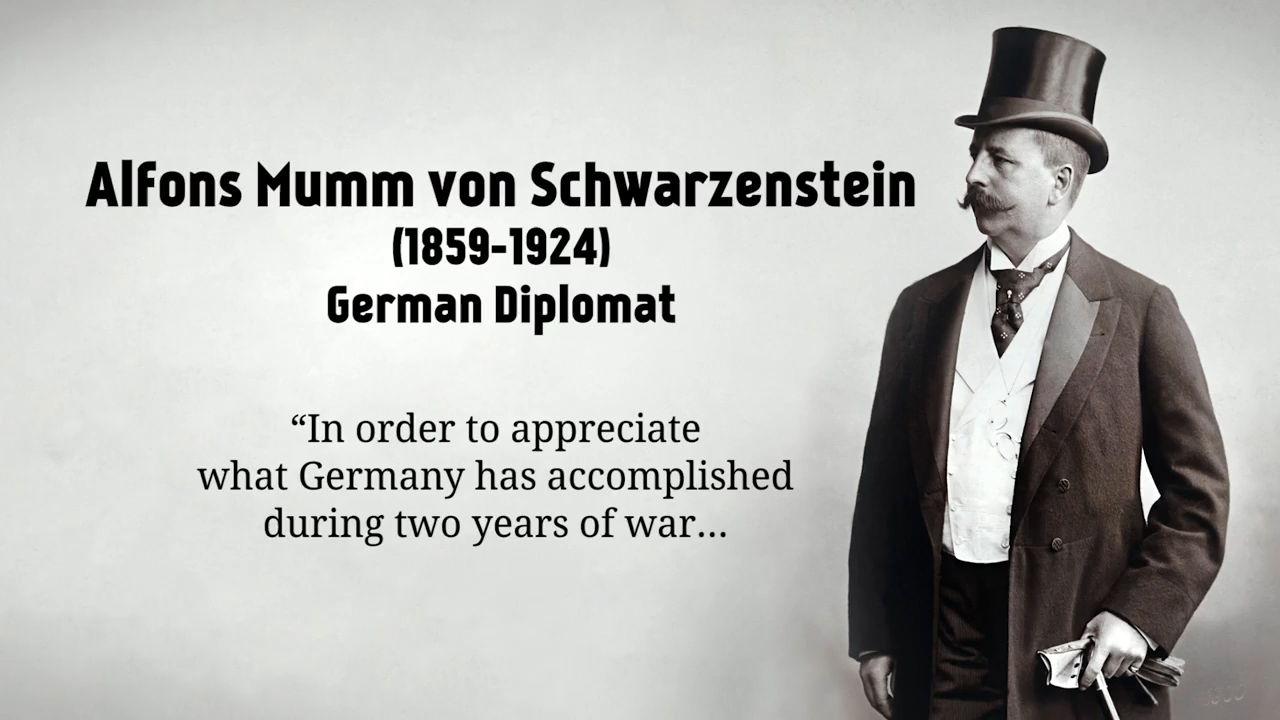 Alfons Mumm von Schwarzenstein
(1859-1924)
German Diplomat
“In order to appreciate
what Germany has accomplished
during two years of war...